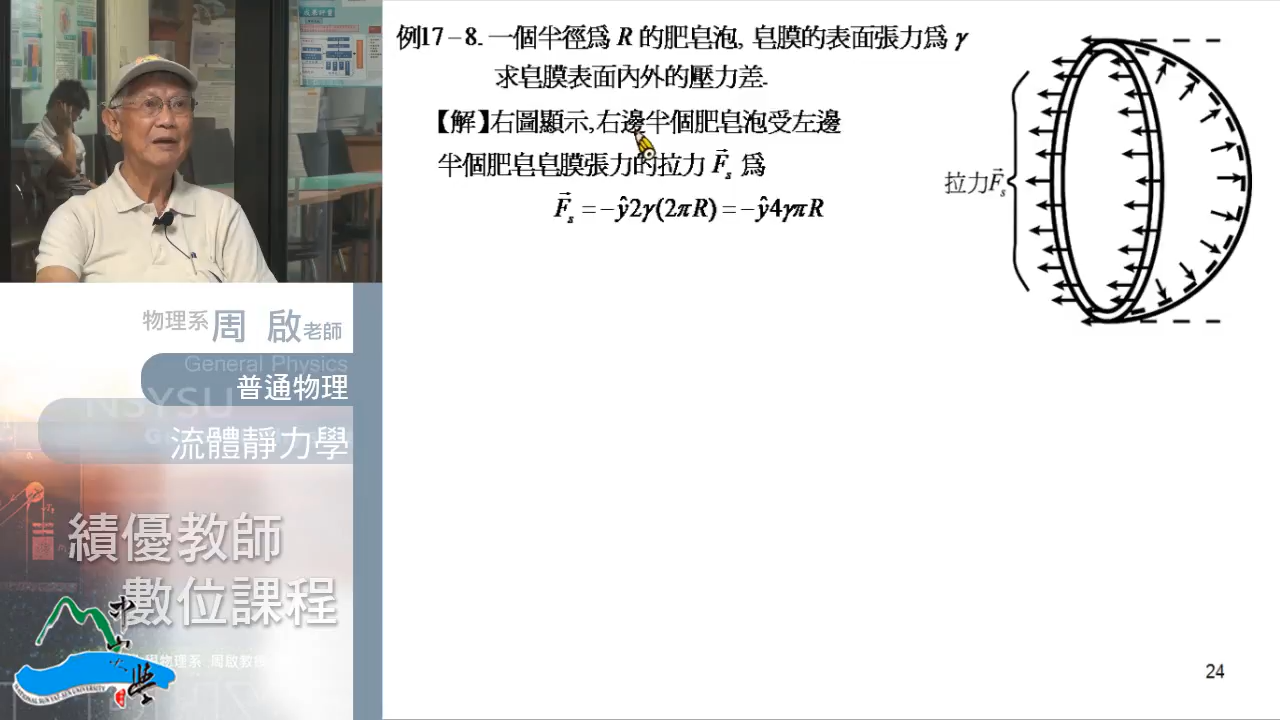 例17－8. 一個半徑爲 R 的肥皂泡, 皂膜的表面張力爲 γ
求皂膜表面內外的壓力差.
【解】右圖顯示,右邊半個肥皂泡受左邊
半個肥皂皂膜張力的拉力 F⃗ₛ 爲
F⃗ₛ = −ŷ2γ(2πR) = −ŷ4γπR
拉力F⃗ₛ
物理系周 啟老師
General Physics
普通物理
NSYSU
流體靜力學
績優教師
數位課程
24